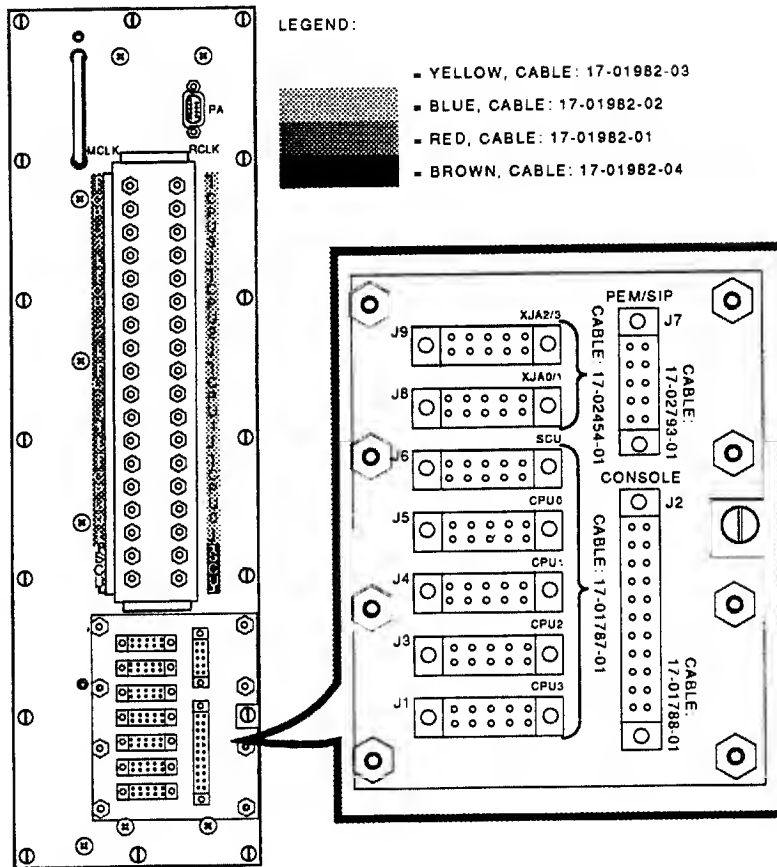 LEGEND:
= YELLOW, CABLE: 17-01982-03
= BLUE, CABLE: 17-01982-02
= RED, CABLE: 17-01982-01
= BROWN, CABLE: 17-01982-04
PA
MCLK
RCLK
PEM/SIP
J7
CABLE:
17-02793-01
XJA2/3
J9
XJA0/1
J8
CABLE: 17-02454-01
SCU
J6
CPU0
J5
CPU1
J4
CPU2
J3
CPU3
J1
CABLE: 17-01787-01
CONSOLE
J2
CABLE:
17-01788-01